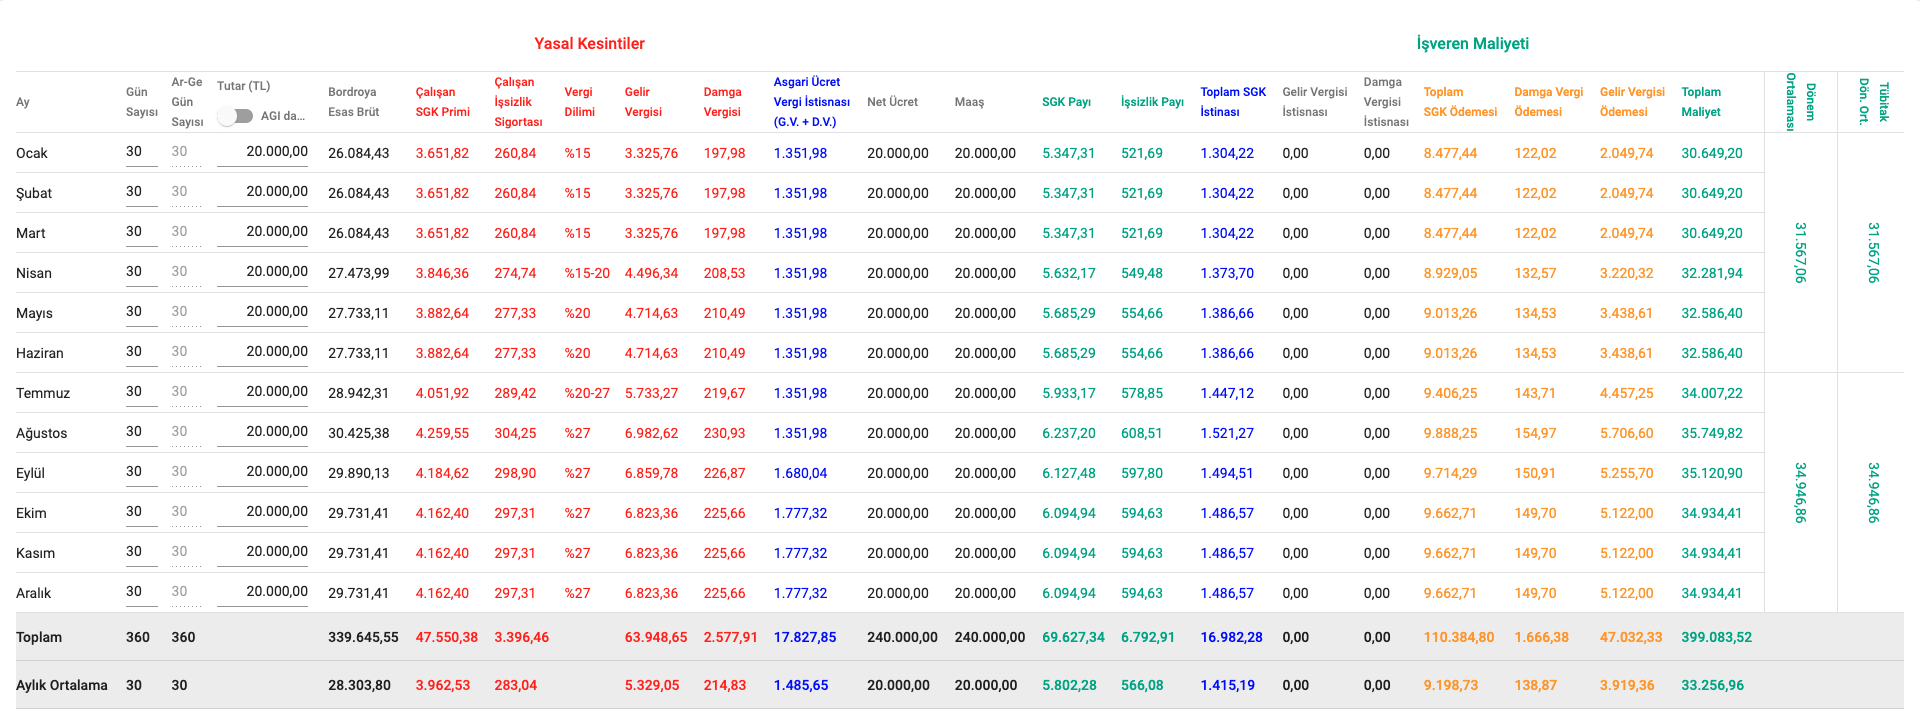 Yasal Kesintiler İşveren Maliyeti
Ay Gün Sayısı Ar-Ge Gün Sayısı Tutar (TL) AGI da... Bordroya Esas Brüt Çalışan SGK Primi Çalışan İşsizlik Sigortası Vergi Dilimi Gelir Vergisi Damga Vergisi Asgari Ücret Vergi İstisnası (G.V. + D.V.) Net Ücret Maaş SGK Payı İşsizlik Payı Toplam SGK İstinası Gelir Vergisi İstisnası Damga Vergisi İstisnası Toplam SGK Ödemesi Damga Vergi Ödemesi Gelir Vergisi Ödemesi Toplam Maliyet Dönem Ortalaması Tübitak Dön. Ort.
Ocak 30 30 20.000,00 26.084,43 3.651,82 260,84 %15 3.325,76 197,98 1.351,98 20.000,00 20.000,00 5.347,31 521,69 1.304,22 0,00 0,00 8.477,44 122,02 2.049,74 30.649,20
Şubat 30 30 20.000,00 26.084,43 3.651,82 260,84 %15 3.325,76 197,98 1.351,98 20.000,00 20.000,00 5.347,31 521,69 1.304,22 0,00 0,00 8.477,44 122,02 2.049,74 30.649,20
Mart 30 30 20.000,00 26.084,43 3.651,82 260,84 %15 3.325,76 197,98 1.351,98 20.000,00 20.000,00 5.347,31 521,69 1.304,22 0,00 0,00 8.477,44 122,02 2.049,74 30.649,20
31.567,06 31.567,06
Nisan 30 30 20.000,00 27.473,99 3.846,36 274,74 %15-20 4.496,34 208,53 1.351,98 20.000,00 20.000,00 5.632,17 549,48 1.373,70 0,00 0,00 8.929,05 132,57 3.220,32 32.281,94
Mayıs 30 30 20.000,00 27.733,11 3.882,64 277,33 %20 4.714,63 210,49 1.351,98 20.000,00 20.000,00 5.685,29 554,66 1.386,66 0,00 0,00 9.013,26 134,53 3.438,61 32.586,40
Haziran 30 30 20.000,00 27.733,11 3.882,64 277,33 %20 4.714,63 210,49 1.351,98 20.000,00 20.000,00 5.685,29 554,66 1.386,66 0,00 0,00 9.013,26 134,53 3.438,61 32.586,40
Temmuz 30 30 20.000,00 28.942,31 4.051,92 289,42 %20-27 5.733,27 219,67 1.351,98 20.000,00 20.000,00 5.933,17 578,85 1.447,12 0,00 0,00 9.406,25 143,71 4.457,25 34.007,22
Ağustos 30 30 20.000,00 30.425,38 4.259,55 304,25 %27 6.982,62 230,93 1.351,98 20.000,00 20.000,00 6.237,20 608,51 1.521,27 0,00 0,00 9.888,25 154,97 5.706,60 35.749,82
Eylül 30 30 20.000,00 29.890,13 4.184,62 298,90 %27 6.859,78 226,87 1.680,04 20.000,00 20.000,00 6.127,48 597,80 1.494,51 0,00 0,00 9.714,29 150,91 5.255,70 35.120,90
34.946,86 34.946,86
Ekim 30 30 20.000,00 29.731,41 4.162,40 297,31 %27 6.823,36 225,66 1.777,32 20.000,00 20.000,00 6.094,94 594,63 1.486,57 0,00 0,00 9.662,71 149,70 5.122,00 34.934,41
Kasım 30 30 20.000,00 29.731,41 4.162,40 297,31 %27 6.823,36 225,66 1.777,32 20.000,00 20.000,00 6.094,94 594,63 1.486,57 0,00 0,00 9.662,71 149,70 5.122,00 34.934,41
Aralık 30 30 20.000,00 29.731,41 4.162,40 297,31 %27 6.823,36 225,66 1.777,32 20.000,00 20.000,00 6.094,94 594,63 1.486,57 0,00 0,00 9.662,71 149,70 5.122,00 34.934,41
Toplam 360 360 339.645,55 47.550,38 3.396,46 63.948,65 2.577,91 17.827,85 240.000,00 240.000,00 69.627,34 6.792,91 16.982,28 0,00 0,00 110.384,80 1.666,38 47.032,33 399.083,52
Aylık Ortalama 30 30 28.303,80 3.962,53 283,04 5.329,05 214,83 1.485,65 20.000,00 20.000,00 5.802,28 566,08 1.415,19 0,00 0,00 9.198,73 138,87 3.919,36 33.256,96